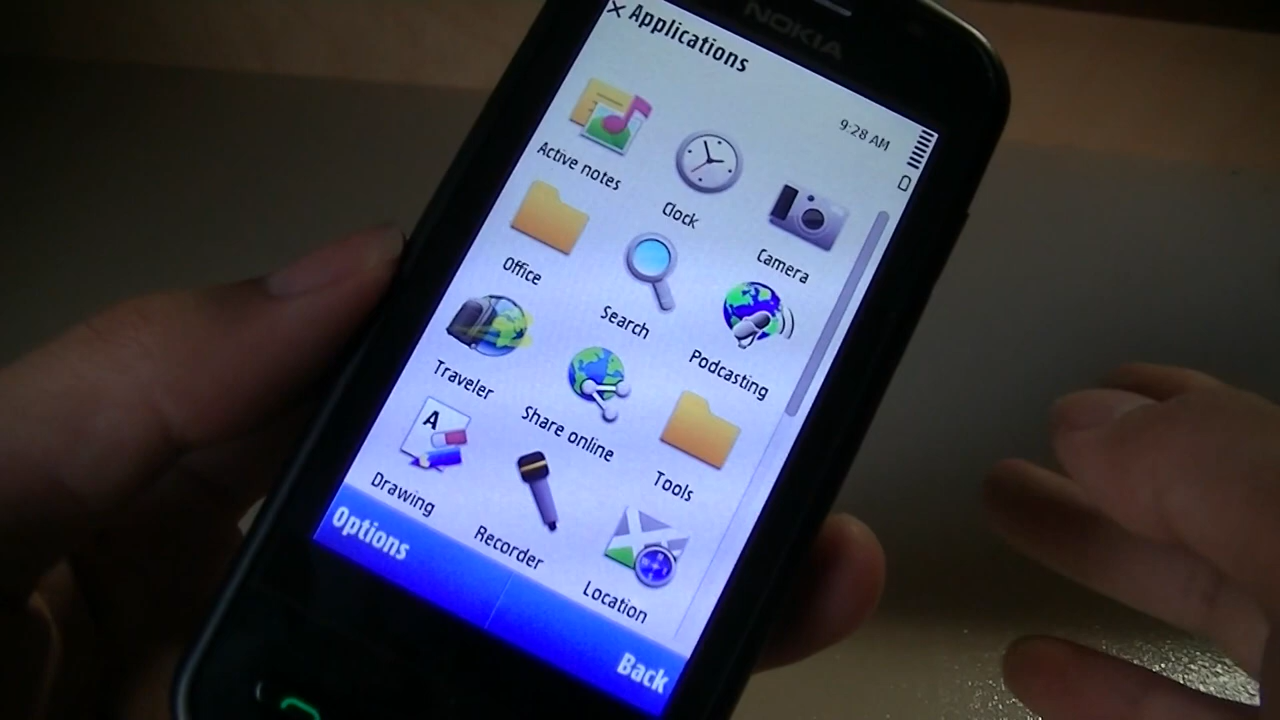 NOKIA
Applications
9:28 AM
Active notes
Clock
Camera
Office
Search
Podcasting
Traveler
Share online
Tools
A
Drawing
Recorder
Location
Options
Back